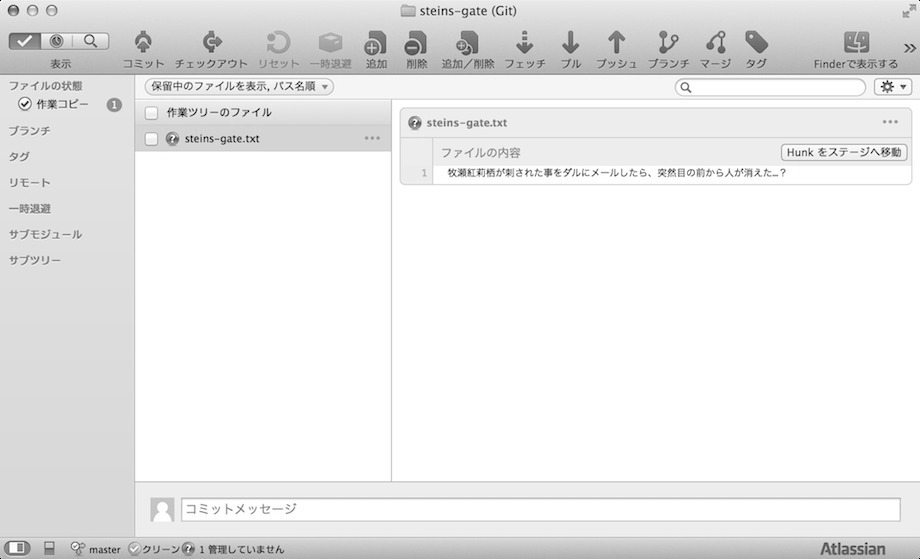 steins-gate (Git)
表示 コミット チェックアウト リセット 一時退避 追加 削除 追加/削除 フェッチ プル プッシュ ブランチ マージ タグ Finderで表示する
ファイルの状態
作業コピー 1
ブランチ
タグ
リモート
一時退避
サブモジュール
サブツリー
保留中のファイルを表示, パス名順
作業ツリーのファイル
steins-gate.txt
steins-gate.txt
ファイルの内容 Hunk をステージへ移動
1 牧瀬紅莉栖が刺された事をダルにメールしたら、突然目の前から人が消えた…？
コミットメッセージ
master クリーン 1 管理していません
Atlassian